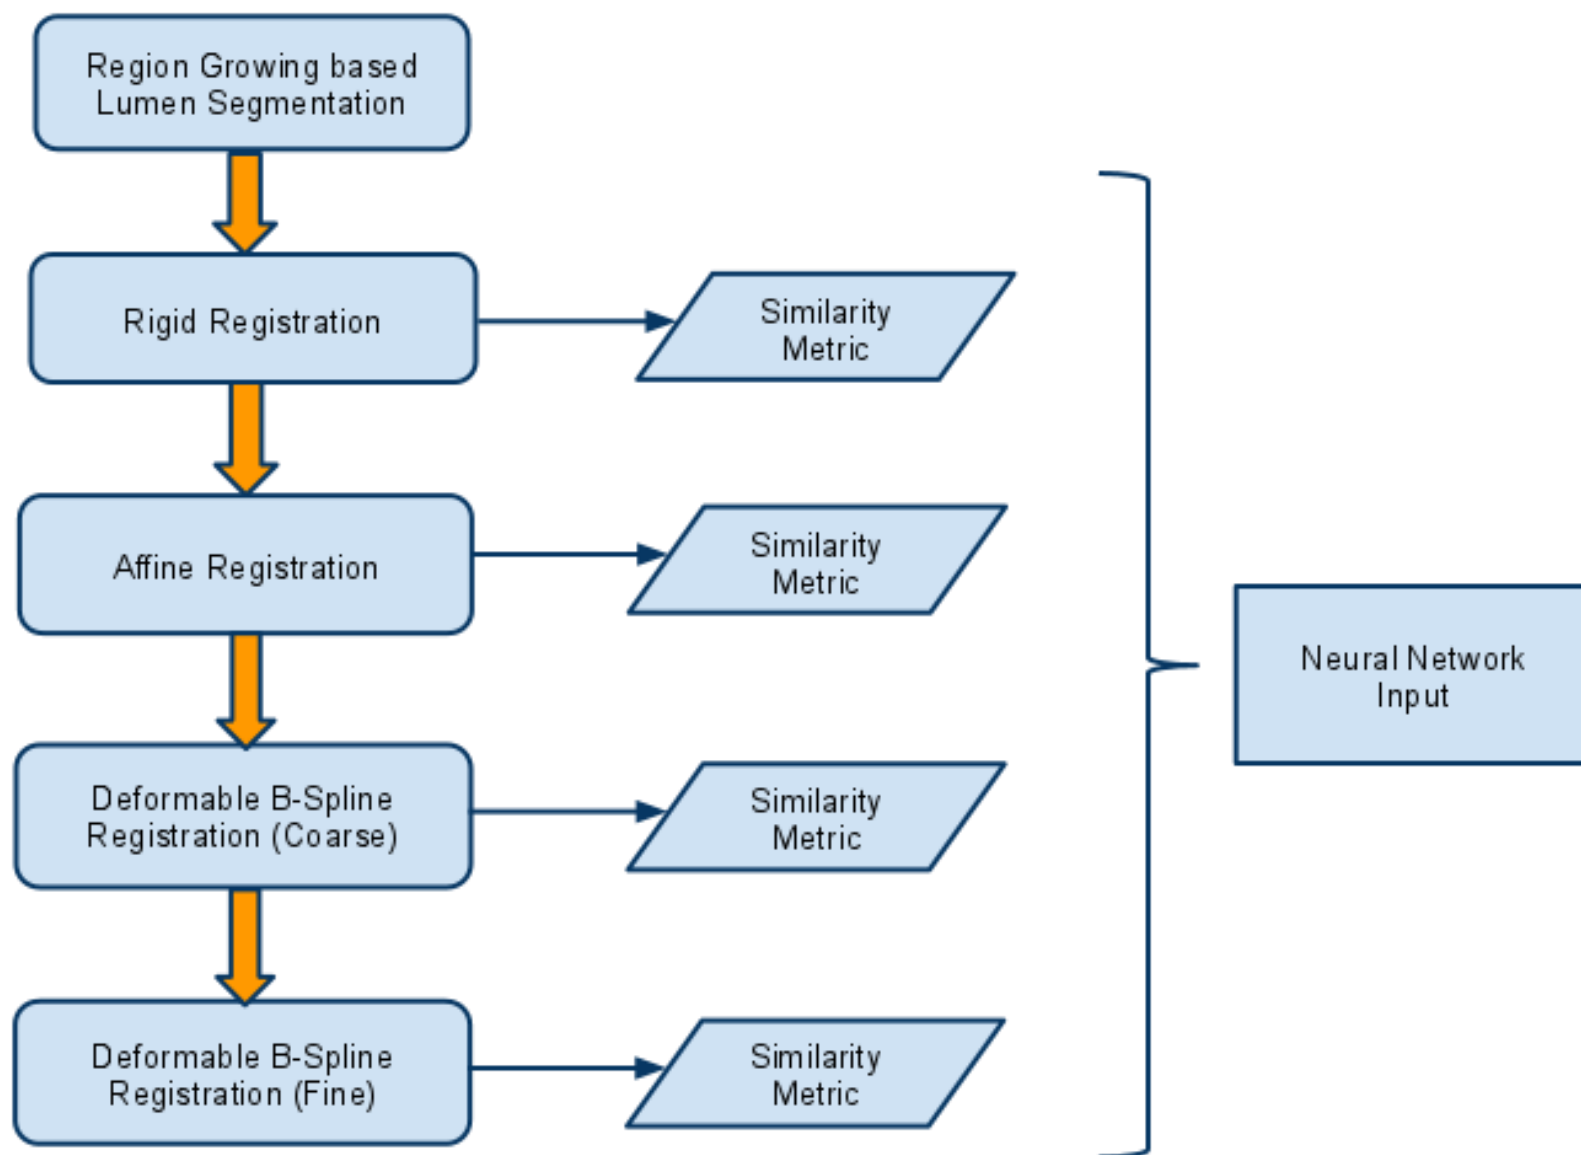 Region Growing based
Lumen Segmentation
Rigid Registration
Similarity
Metric
Affine Registration
Similarity
Metric
Neural Network
Input
Deformable B-Spline
Registration (Coarse)
Similarity
Metric
Deformable B-Spline
Registration (Fine)
Similarity
Metric